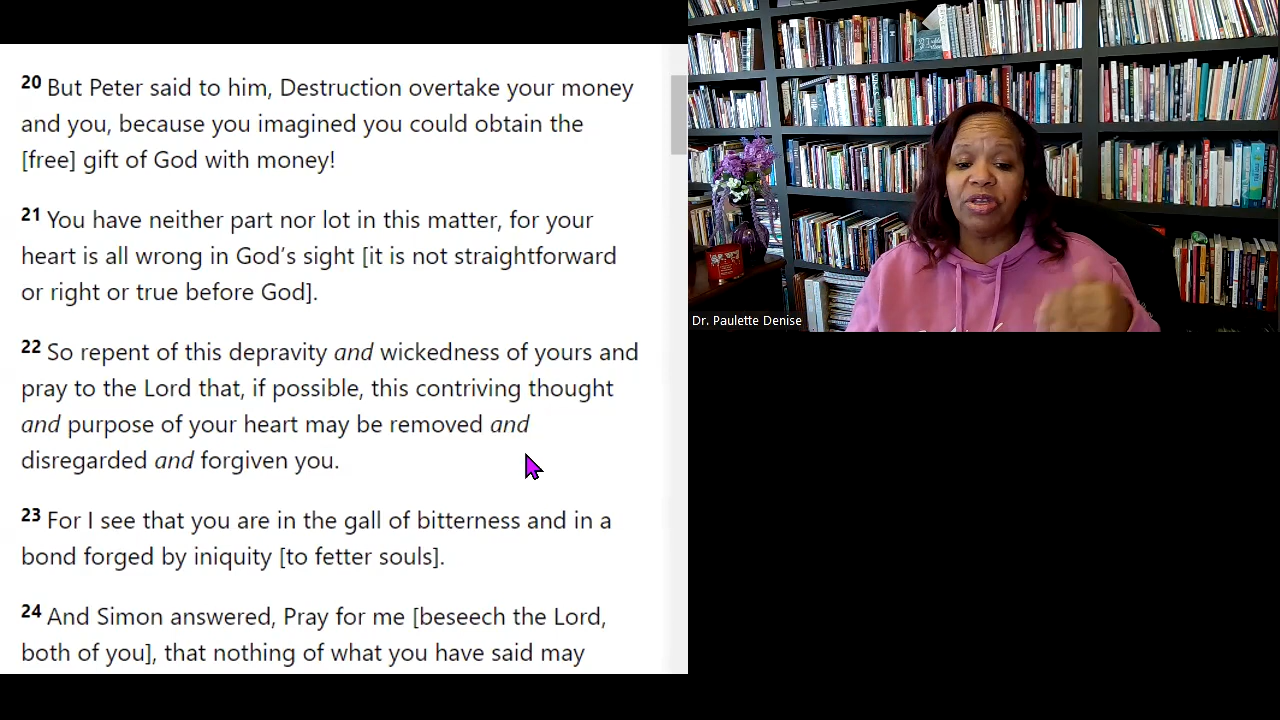 20 But Peter said to him, Destruction overtake your money
and you, because you imagined you could obtain the
[free] gift of God with money!
21 You have neither part nor lot in this matter, for your
heart is all wrong in God’s sight [it is not straightforward
or right or true before God].
22 So repent of this depravity and wickedness of yours and
pray to the Lord that, if possible, this contriving thought
and purpose of your heart may be removed and
disregarded and forgiven you.
23 For I see that you are in the gall of bitterness and in a
bond forged by iniquity [to fetter souls].
24 And Simon answered, Pray for me [beseech the Lord,
both of you], that nothing of what you have said may
Dr. Paulette Denise